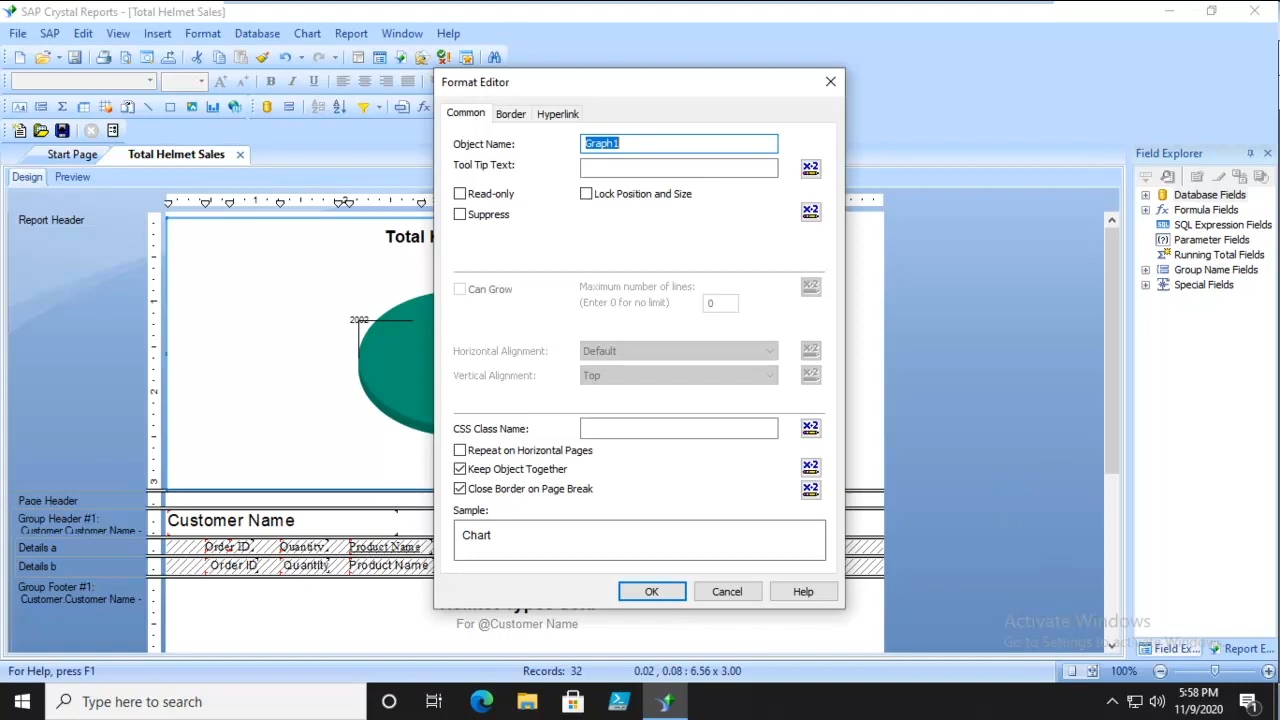 SAP Crystal Reports - [Total Helmet Sales]
File SAP Edit View Insert Format Database Chart Report Window Help
Start Page Total Helmet Sales
Design Preview
Report Header
Total H
2002
Page Header
Group Header #1:
Customer.Customer Name -
Customer Name
Details a
Order ID Quantity Product Name
Details b
Order ID Quantity Product Name
Group Footer #1:
Customer.Customer Name -
For @Customer Name
Format Editor
Common Border Hyperlink
Object Name: Graph1
Tool Tip Text:
Read-only Lock Position and Size
Suppress
Can Grow Maximum number of lines:
(Enter 0 for no limit) 0
Horizontal Alignment: Default
Vertical Alignment: Top
CSS Class Name:
Repeat on Horizontal Pages
Keep Object Together
Close Border on Page Break
Sample:
Chart
OK Cancel Help
Field Explorer
Database Fields
Formula Fields
SQL Expression Fields
Parameter Fields
Running Total Fields
Group Name Fields
Special Fields
Activate Windows
Go to Settings to activate Windows.
Field Ex... Report E...
For Help, press F1 Records: 32 0.02 , 0.08 : 6.56 x 3.00 100%
Type here to search
5:58 PM
11/9/2020